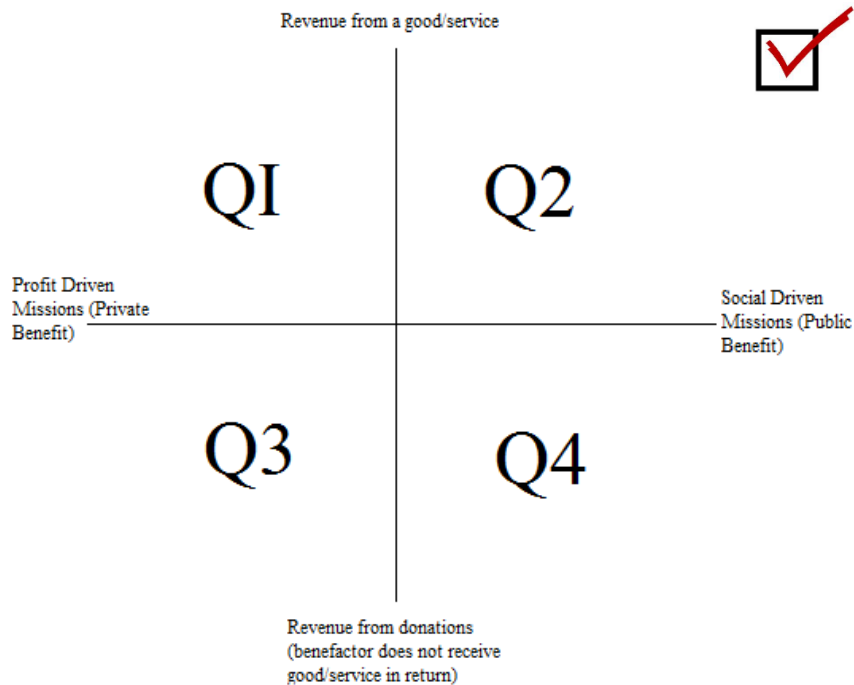 Revenue from a good/service
QI
Q2
Profit Driven
Missions (Private
Benefit)
Social Driven
Missions (Public
Benefit)
Q3
Q4
Revenue from donations
(benefactor does not receive
good/service in return)